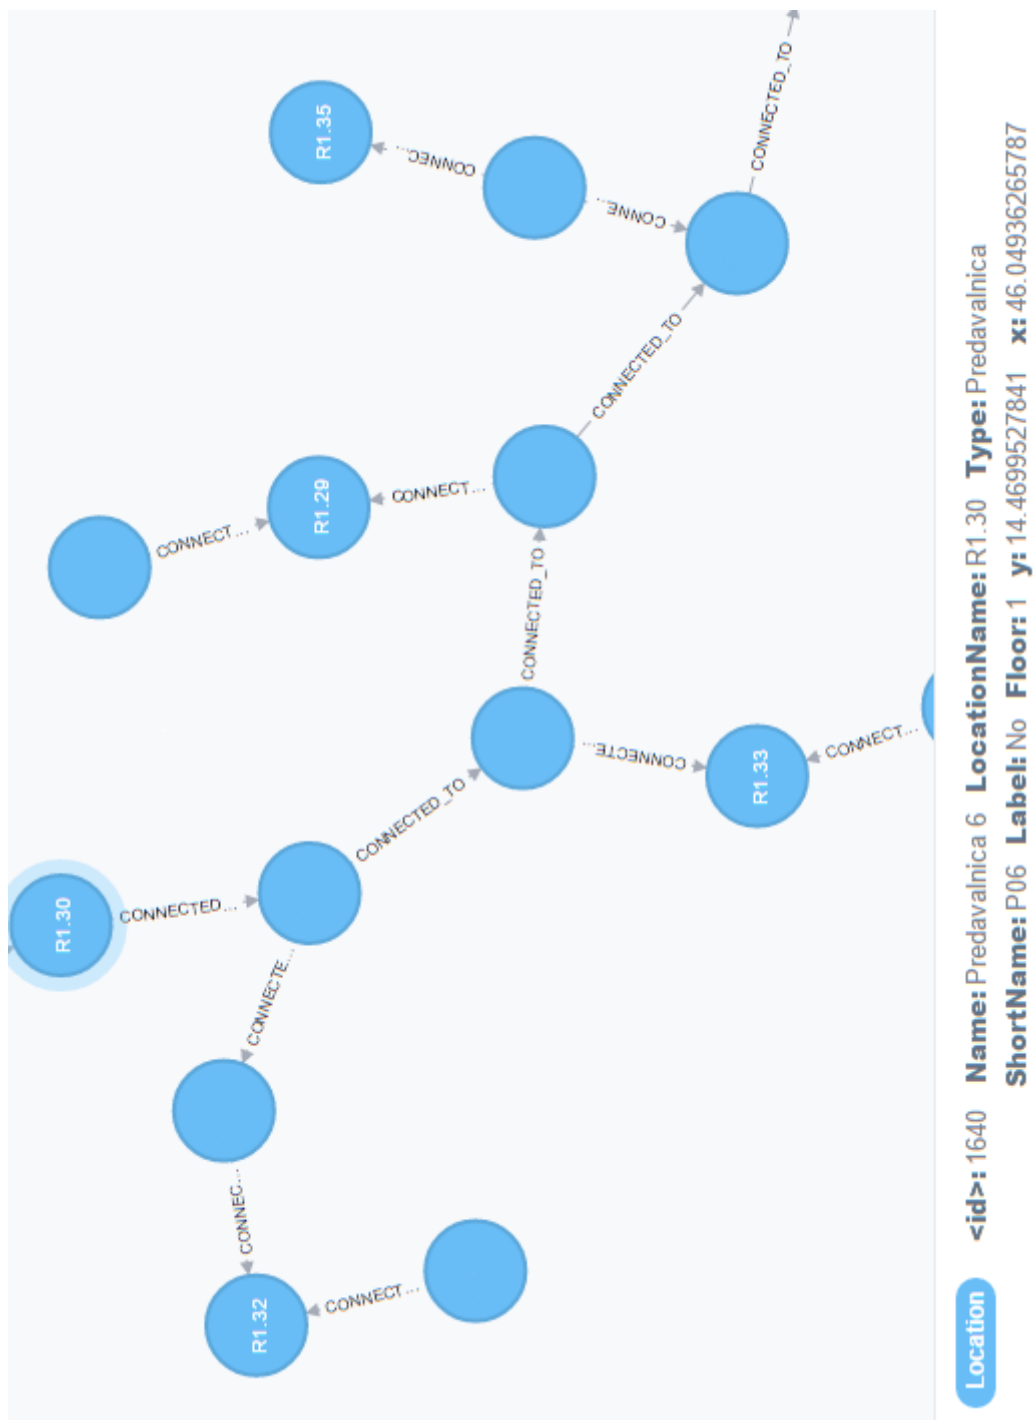 R1.30
CONNECTED...
CONNECT...
CONNEC...
R1.32
CONNECTE...
R1.29
R1.35
CONNECT...
CONNECTED_TO
CONNECT...
CONNEC...
CONNECTED_TO
CONNECTE...
CONNE...
CONNECTED_TO
R1.33
CONNECTED_TO
CONNECT...
Location <id>: 1640 Name: Predavalnica 6 LocationName: R1.30 Type: Predavalnica
ShortName: P06 Label: No Floor: 1 y: 14.4699527841 x: 46.04936265787